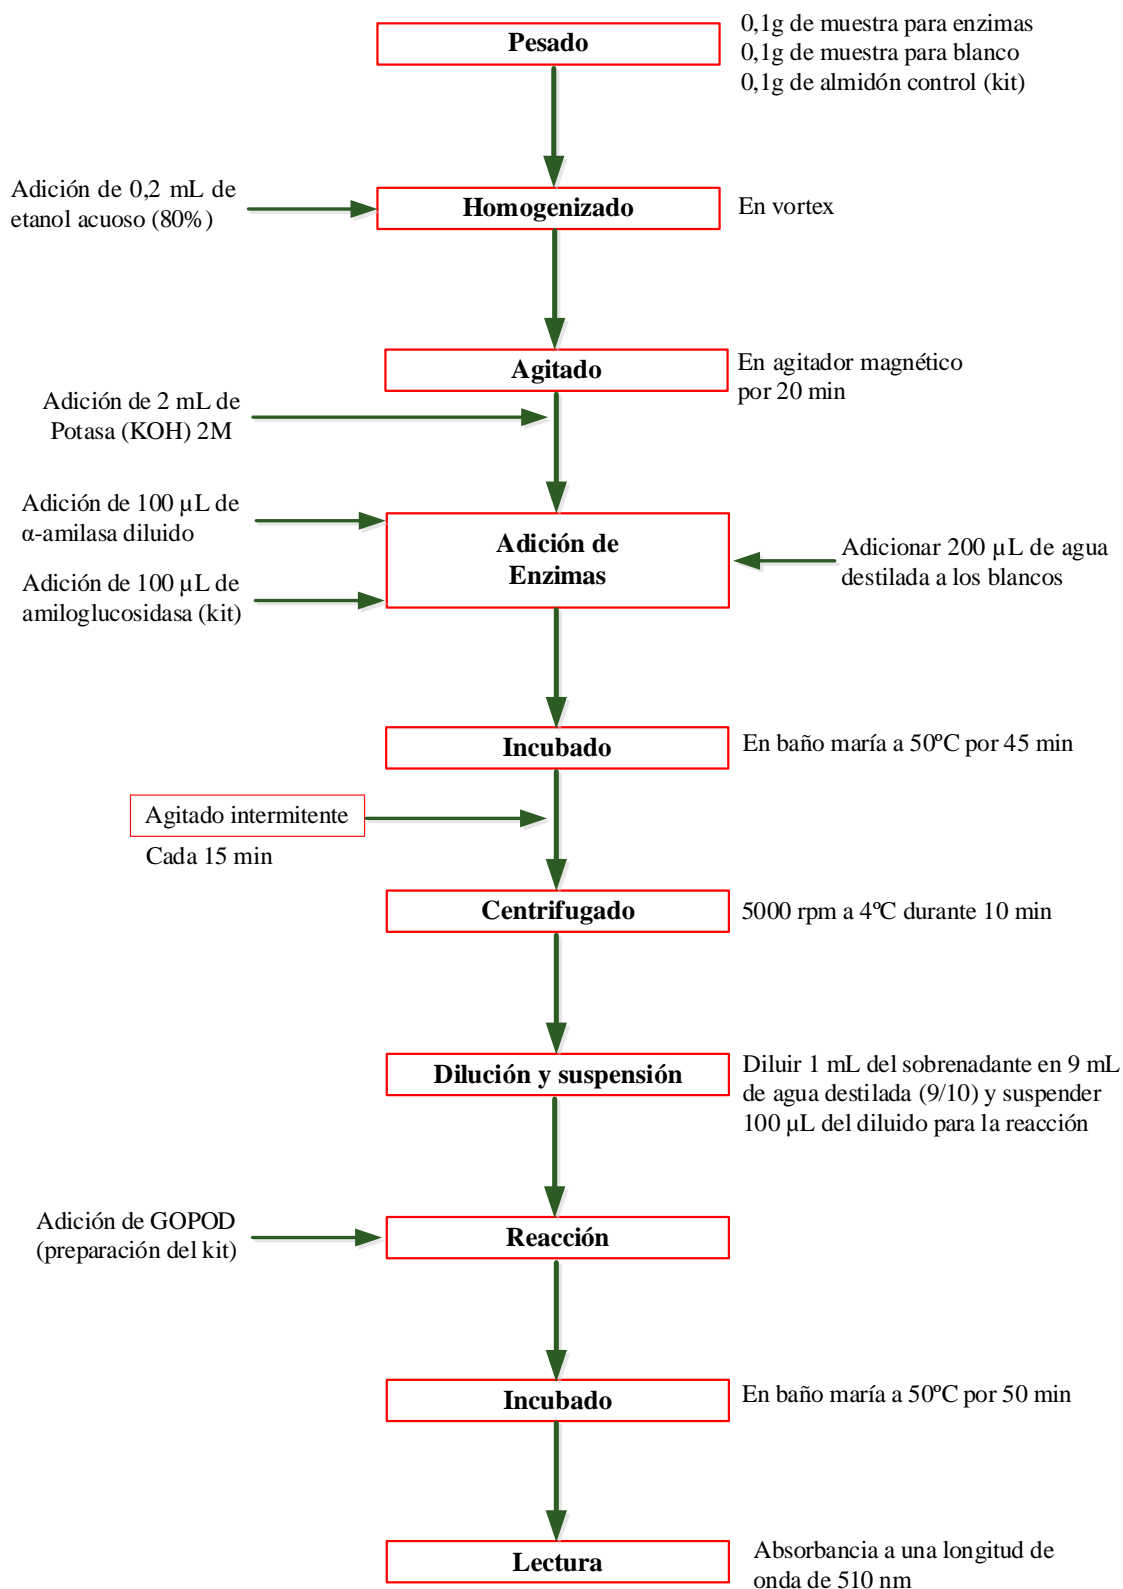 Pesado
0,1g de muestra para enzimas
0,1g de muestra para blanco
0,1g de almidón control (kit)
Adición de 0,2 mL de
etanol acuoso (80%)
Homogenizado
En vortex
Agitado
En agitador magnético
por 20 min
Adición de 2 mL de
Potasa (KOH) 2M
Adición de 100 µL de
α-amilasa diluido
Adición de 100 µL de
amiloglucosidasa (kit)
Adición de
Enzimas
Adicionar 200 µL de agua
destilada a los blancos
Incubado
En baño maría a 50ºC por 45 min
Agitado intermitente
Cada 15 min
Centrifugado
5000 rpm a 4ºC durante 10 min
Dilución y suspensión
Diluir 1 mL del sobrenadante en 9 mL
de agua destilada (9/10) y suspender
100 µL del diluido para la reacción
Adición de GOPOD
(preparación del kit)
Reacción
Incubado
En baño maría a 50ºC por 50 min
Lectura
Absorbancia a una longitud de
onda de 510 nm